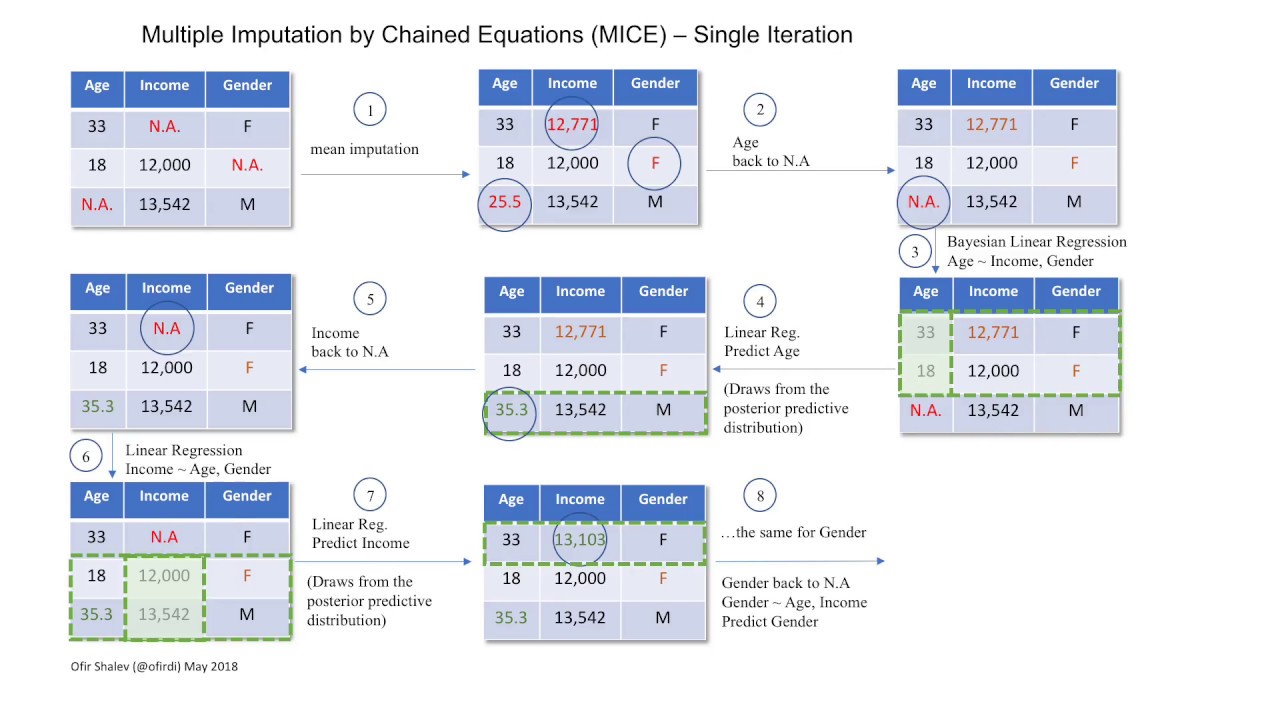 Multiple Imputation by Chained Equations (MICE) – Single Iteration
Age Income Gender
33 N.A. F
18 12,000 N.A.
N.A. 13,542 M
1
mean imputation
Age Income Gender
33 12,771 F
18 12,000 F
25.5 13,542 M
2
Age
back to N.A
Age Income Gender
33 12,771 F
18 12,000 F
N.A. 13,542 M
3
Bayesian Linear Regression
Age ~ Income, Gender
Age Income Gender
33 12,771 F
18 12,000 F
N.A. 13,542 M
4
Linear Reg.
Predict Age
(Draws from the
posterior predictive
distribution)
Age Income Gender
33 12,771 F
18 12,000 F
35.3 13,542 M
5
Income
back to N.A
Age Income Gender
33 N.A F
18 12,000 F
35.3 13,542 M
6
Linear Regression
Income ~ Age, Gender
Age Income Gender
33 N.A F
18 12,000 F
35.3 13,542 M
7
Linear Reg.
Predict Income
(Draws from the
posterior predictive
distribution)
Age Income Gender
33 13,103 F
18 12,000 F
35.3 13,542 M
8
…the same for Gender
Gender back to N.A
Gender ~ Age, Income
Predict Gender
Ofir Shalev (@ofirdi) May 2018